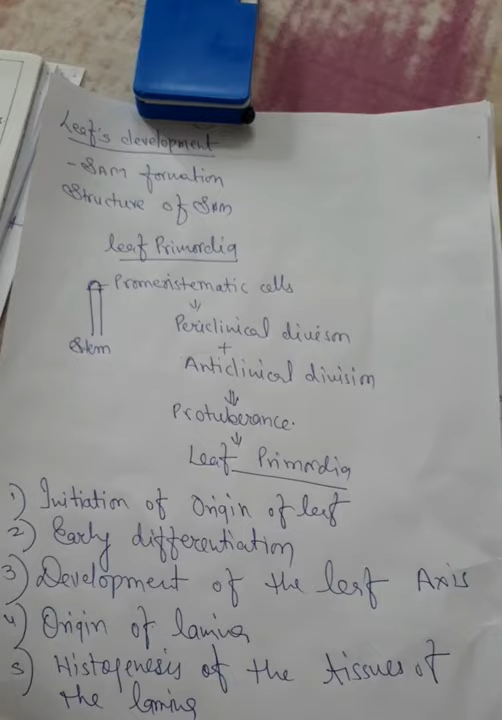 Leaf's development
- SAM formation
Structure of SAM
leaf Primordia
Promeristematic cells
Stem
Periclinical divison
+
Anticlinical division
Protuberance.
Leaf Primordia
1) Initiation of Origin of leaf
2) Early differentiation
3) Development of the leaf Axis
4) Origin of lamina
5) Histogenesis of the tissues of
the lamina